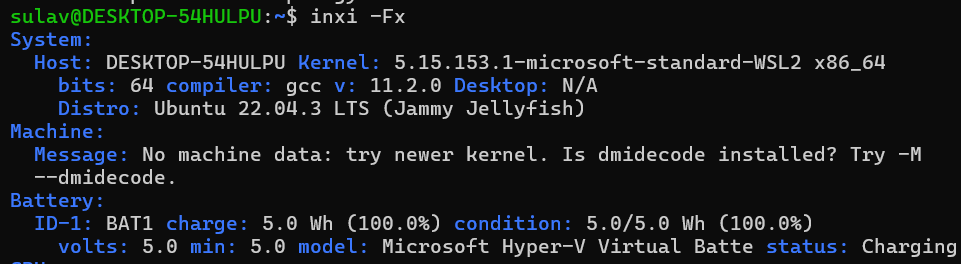 sulav@DESKTOP-54HULPU:~$ inxi -Fx
System:
Host: DESKTOP-54HULPU Kernel: 5.15.153.1-microsoft-standard-WSL2 x86_64
bits: 64 compiler: gcc v: 11.2.0 Desktop: N/A
Distro: Ubuntu 22.04.3 LTS (Jammy Jellyfish)
Machine:
Message: No machine data: try newer kernel. Is dmidecode installed? Try -M
--dmidecode.
Battery:
ID-1: BAT1 charge: 5.0 Wh (100.0%) condition: 5.0/5.0 Wh (100.0%)
volts: 5.0 min: 5.0 model: Microsoft Hyper-V Virtual Batte status: Charging